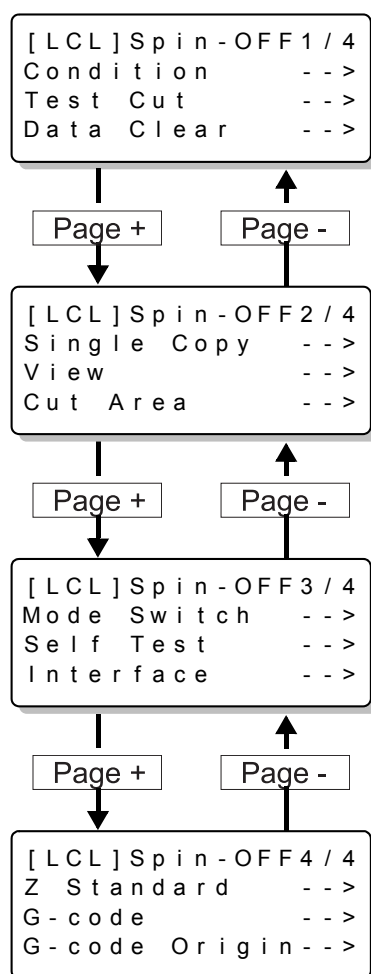 [LCL]Spin-OFF1/4
Condition -->
Test Cut -->
Data Clear -->
Page + Page -
[LCL]Spin-OFF2/4
Single Copy -->
View -->
Cut Area -->
Page + Page -
[LCL]Spin-OFF3/4
Mode Switch -->
Self Test -->
Interface -->
Page + Page -
[LCL]Spin-OFF4/4
Z Standard -->
G-code -->
G-code Origin-->